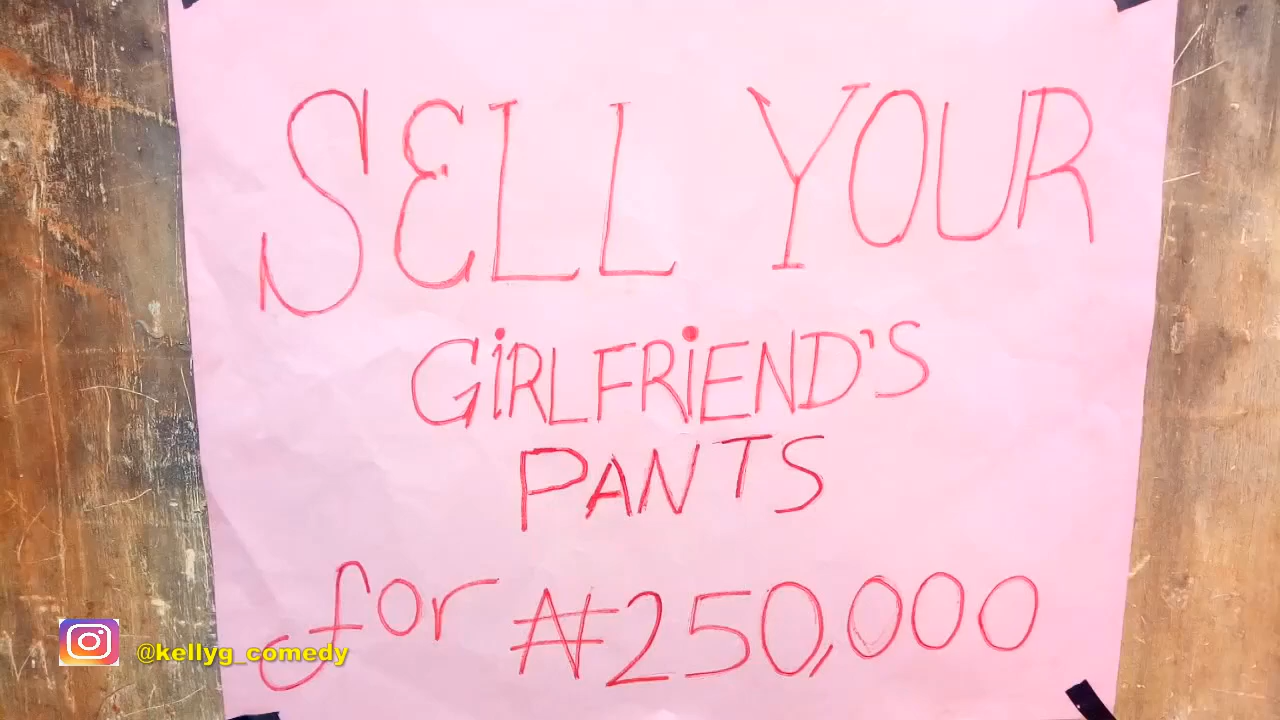 SELL YOUR
GiRLFRiEND'S
PANTS
for ₦250,000
@kellyg_comedy